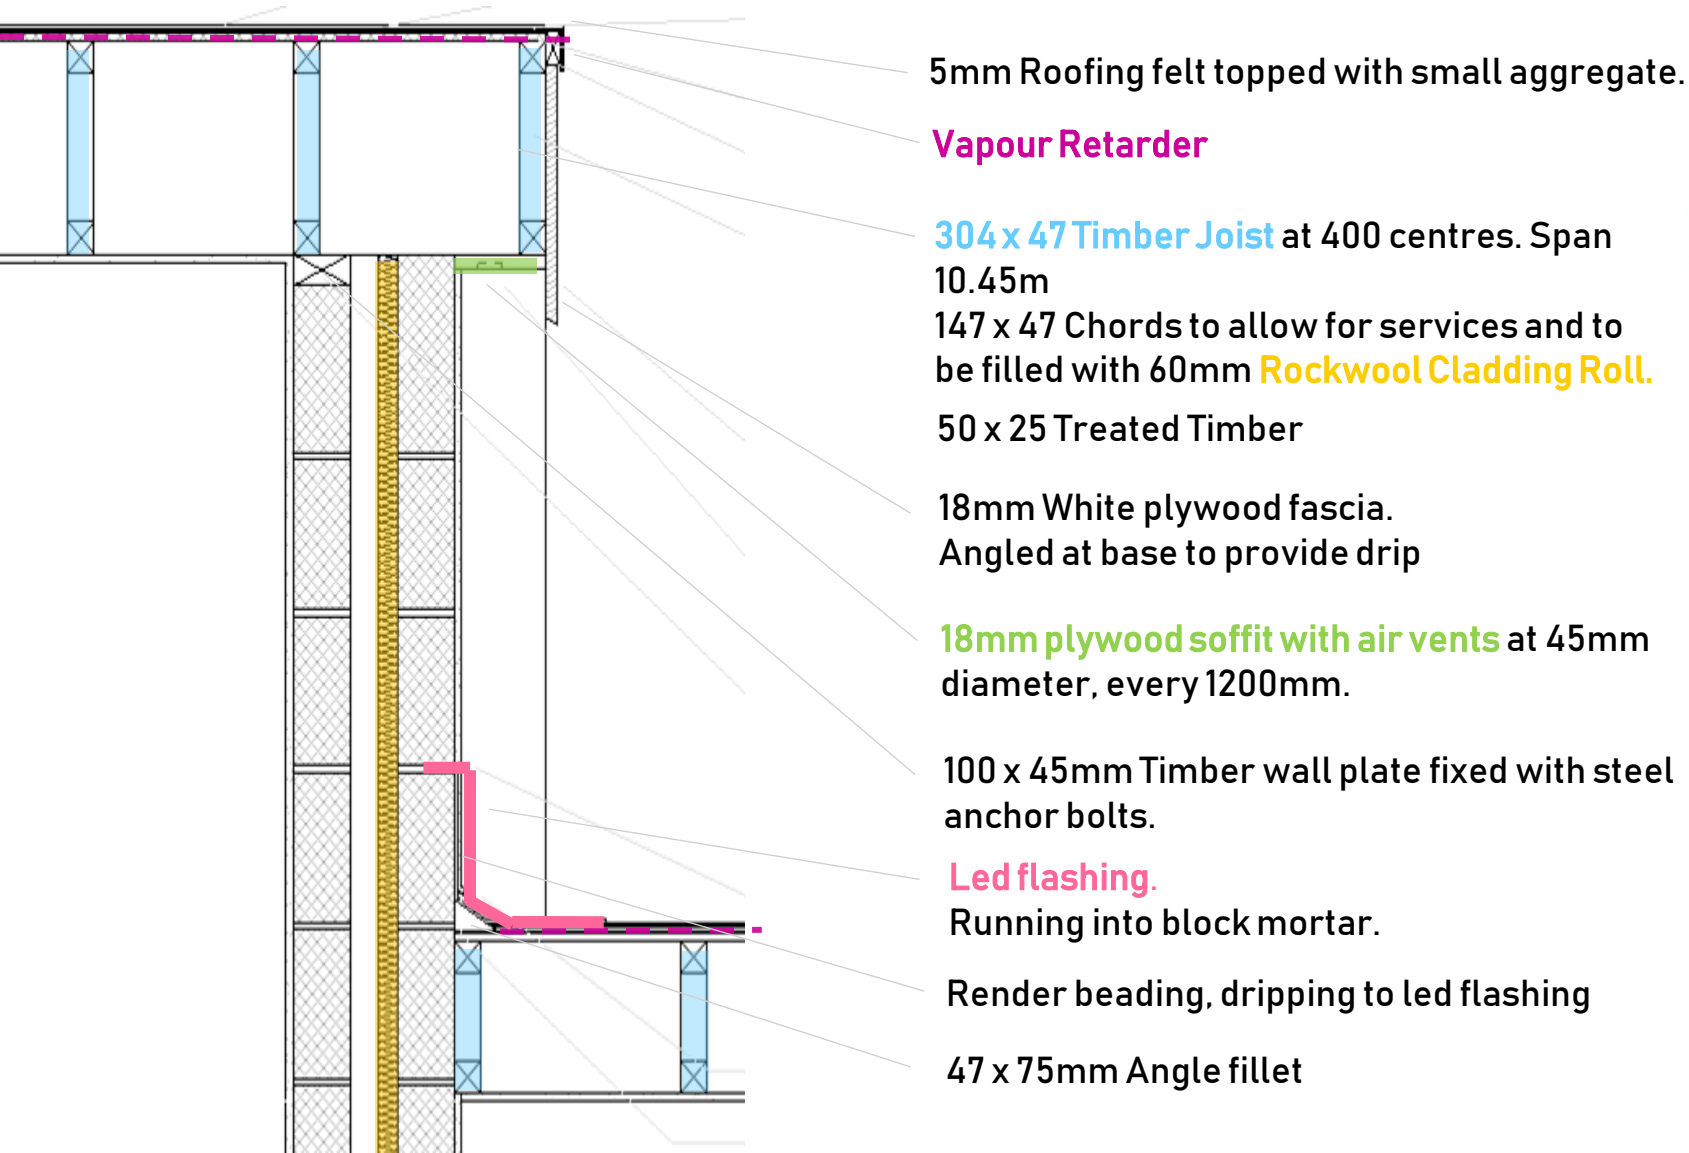 5mm Roofing felt topped with small aggregate.
Vapour Retarder
304 x 47 Timber Joist at 400 centres. Span
10.45m
147 x 47 Chords to allow for services and to
be filled with 60mm Rockwool Cladding Roll.
50 x 25 Treated Timber
18mm White plywood fascia.
Angled at base to provide drip
18mm plywood soffit with air vents at 45mm
diameter, every 1200mm.
100 x 45mm Timber wall plate fixed with steel
anchor bolts.
Led flashing.
Running into block mortar.
Render beading, dripping to led flashing
47 x 75mm Angle fillet